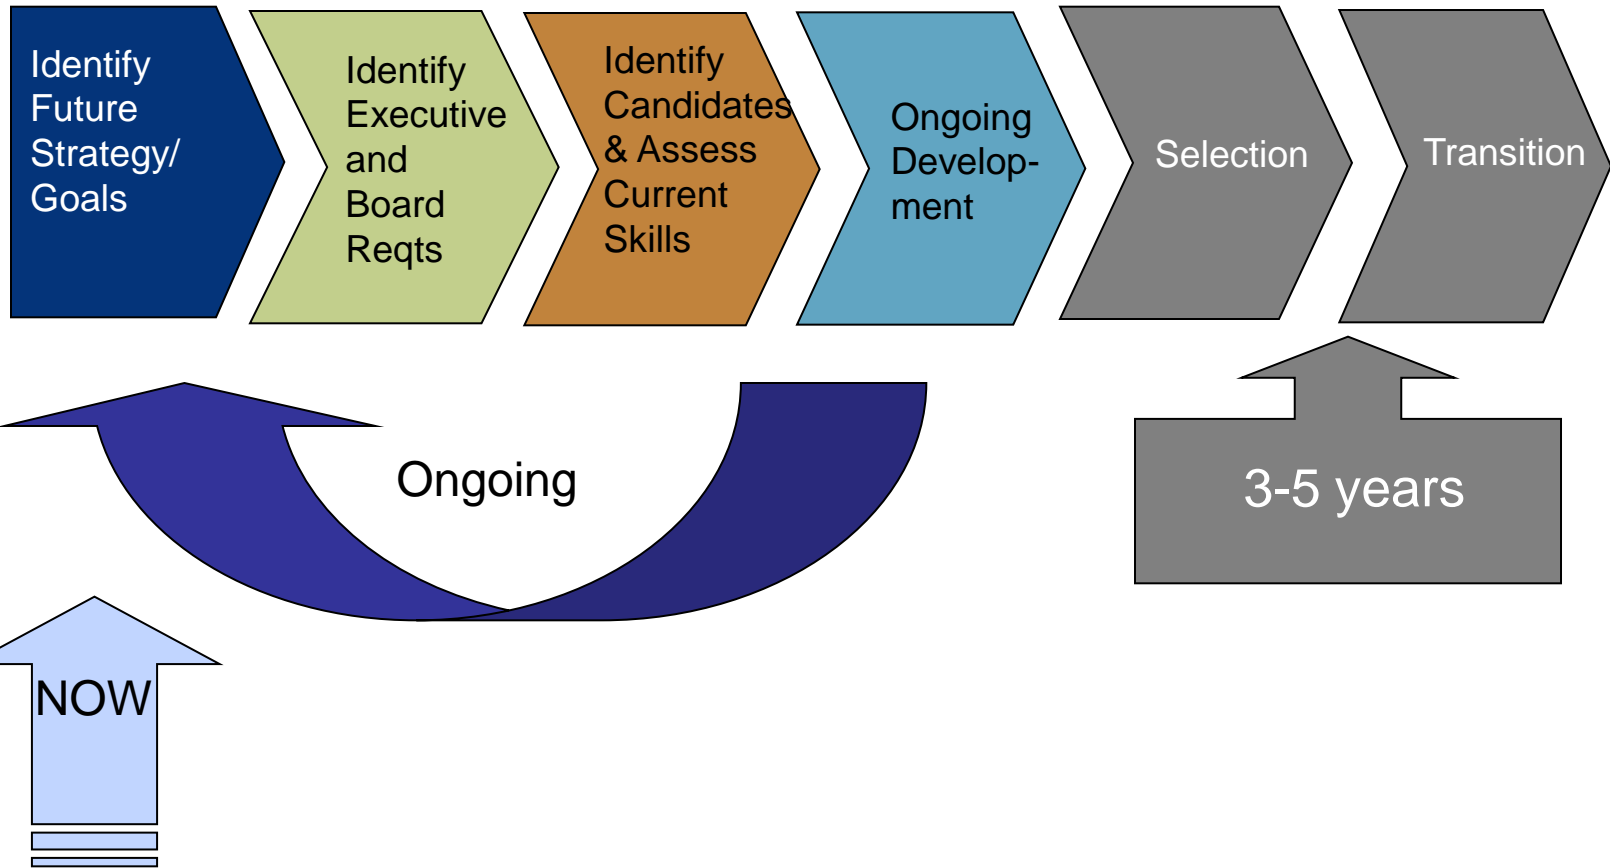 Identify
Future
Strategy/
Goals
Identify
Executive
and
Board
Reqts
Identify
Candidates
& Assess
Current
Skills
Ongoing
Develop-
ment
Selection
Transition
Ongoing
3-5 years
NOW